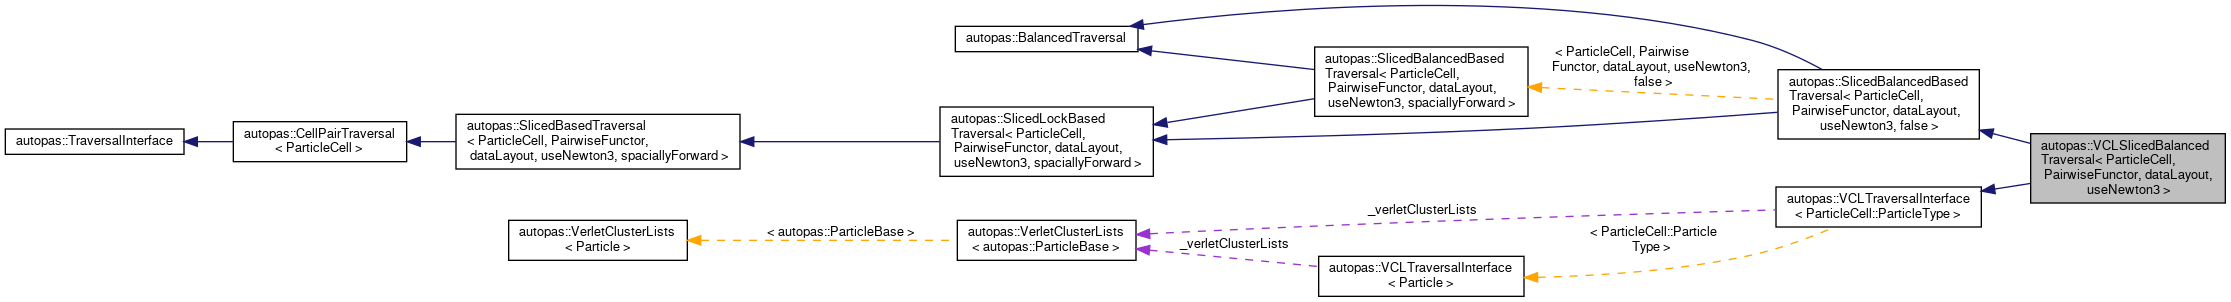 autopas::TraversalInterface
autopas::CellPairTraversal
< ParticleCell >
autopas::SlicedBasedTraversal
< ParticleCell, PairwiseFunctor,
dataLayout, useNewton3, spaciallyForward >
autopas::VerletClusterLists
< Particle >
< autopas::ParticleBase >
autopas::BalancedTraversal
autopas::SlicedLockBased
Traversal< ParticleCell,
PairwiseFunctor, dataLayout,
useNewton3, spaciallyForward >
autopas::VerletClusterLists
< autopas::ParticleBase >
_verletClusterLists
autopas::SlicedBalancedBased
Traversal< ParticleCell,
PairwiseFunctor, dataLayout,
useNewton3, spaciallyForward >
_verletClusterLists
autopas::VCLTraversalInterface
< Particle >
< ParticleCell, Pairwise
Functor, dataLayout, useNewton3,
false >
< ParticleCell::Particle
Type >
autopas::SlicedBalancedBased
Traversal< ParticleCell,
PairwiseFunctor, dataLayout,
useNewton3, false >
autopas::VCLTraversalInterface
< ParticleCell::ParticleType >
autopas::VCLSlicedBalanced
Traversal< ParticleCell,
PairwiseFunctor, dataLayout,
useNewton3 >